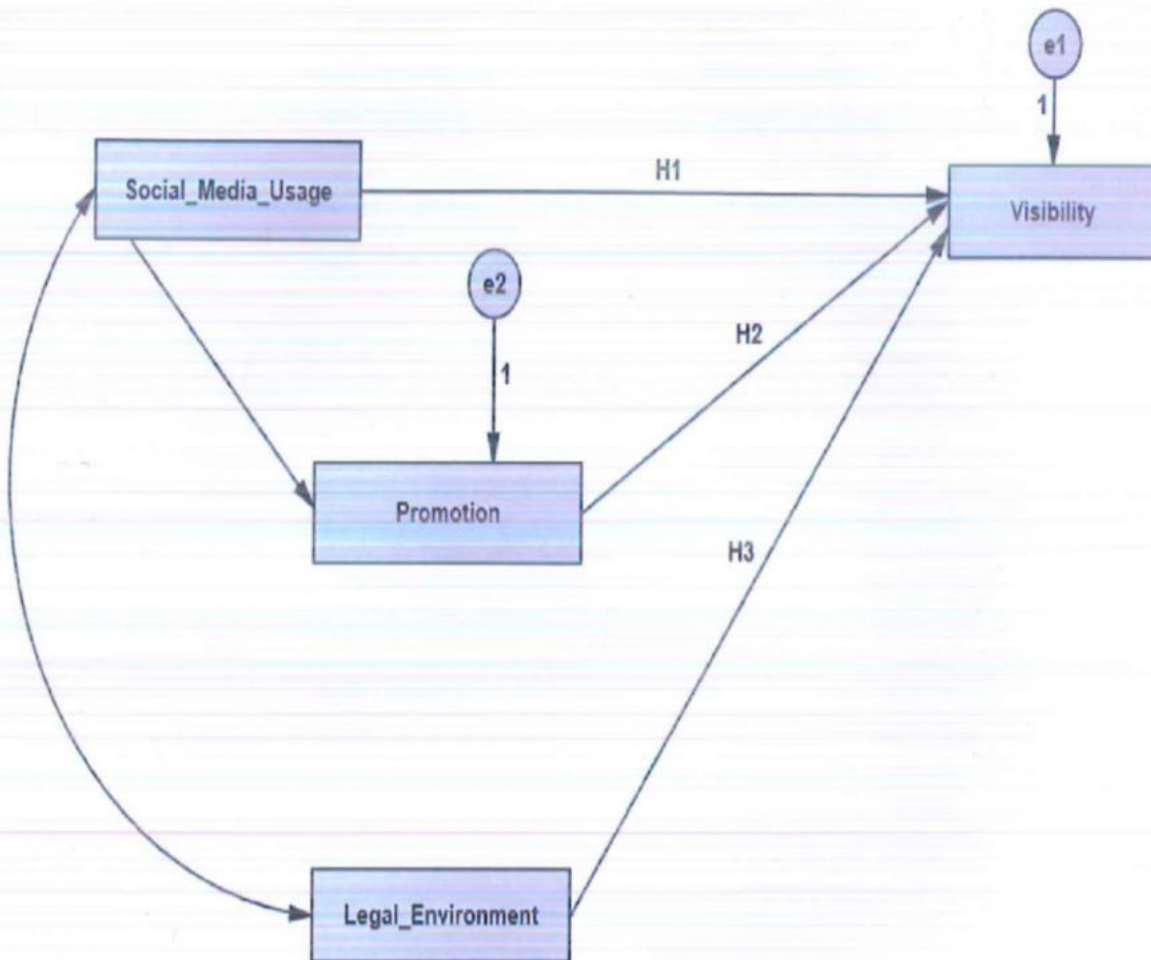 e1
1
Social_Media_Usage
H1
Visibility
e2
H2
1
Promotion
H3
Legal_Environment